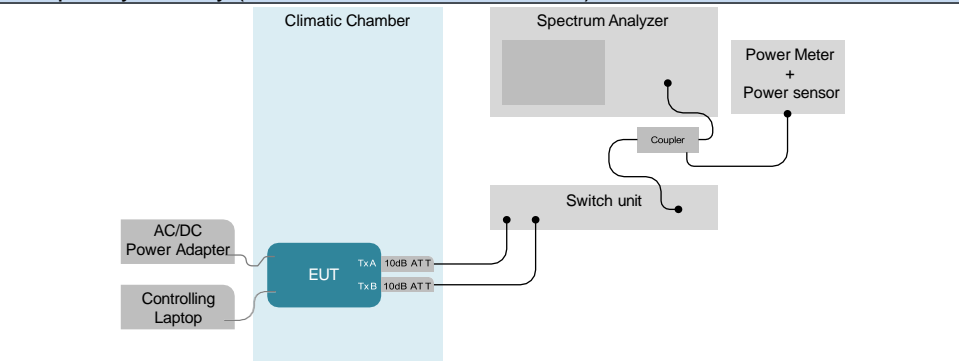 Climatic Chamber
Spectrum Analyzer
Power Meter
+
Power sensor
Coupler
Switch unit
AC/DC
Power Adapter
EUT
TxA
10dB ATT
TxB
10dB ATT
Controlling
Laptop